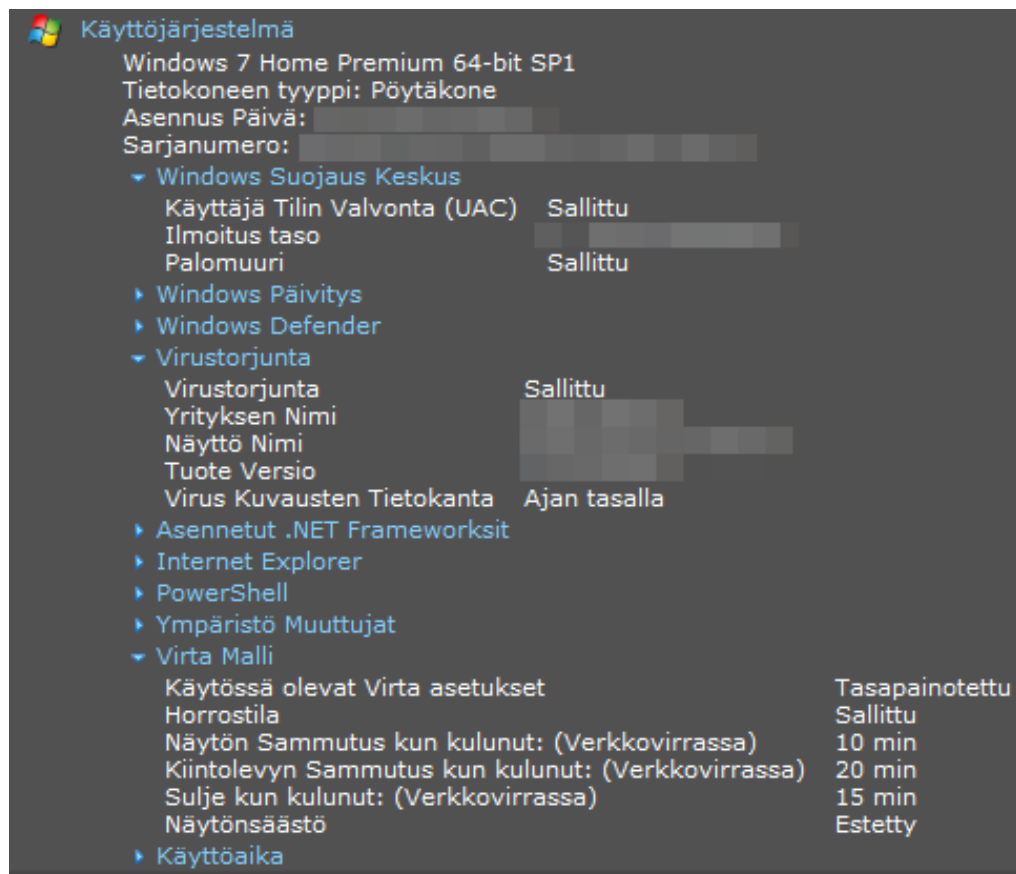 Käyttöjärjestelmä
Windows 7 Home Premium 64-bit SP1
Tietokoneen tyyppi: Pöytäkone
Asennus Päivä:
Sarjanumero:
Windows Suojaus Keskus
Käyttäjä Tilin Valvonta (UAC) Sallittu
Ilmoitus taso
Palomuuri Sallittu
Windows Päivitys
Windows Defender
Virustorjunta
Virustorjunta Sallittu
Yrityksen Nimi
Näyttö Nimi
Tuote Versio
Virus Kuvausten Tietokanta Ajan tasalla
Asennetut .NET Frameworksit
Internet Explorer
PowerShell
Ympäristö Muuttujat
Virta Malli
Käytössä olevat Virta asetukset Tasapainotettu
Horrostila Sallittu
Näytön Sammutus kun kulunut: (Verkkovirrassa) 10 min
Kiintolevyn Sammutus kun kulunut: (Verkkovirrassa) 20 min
Sulje kun kulunut: (Verkkovirrassa) 15 min
Näytönsäästö Estetty
Käyttöaika